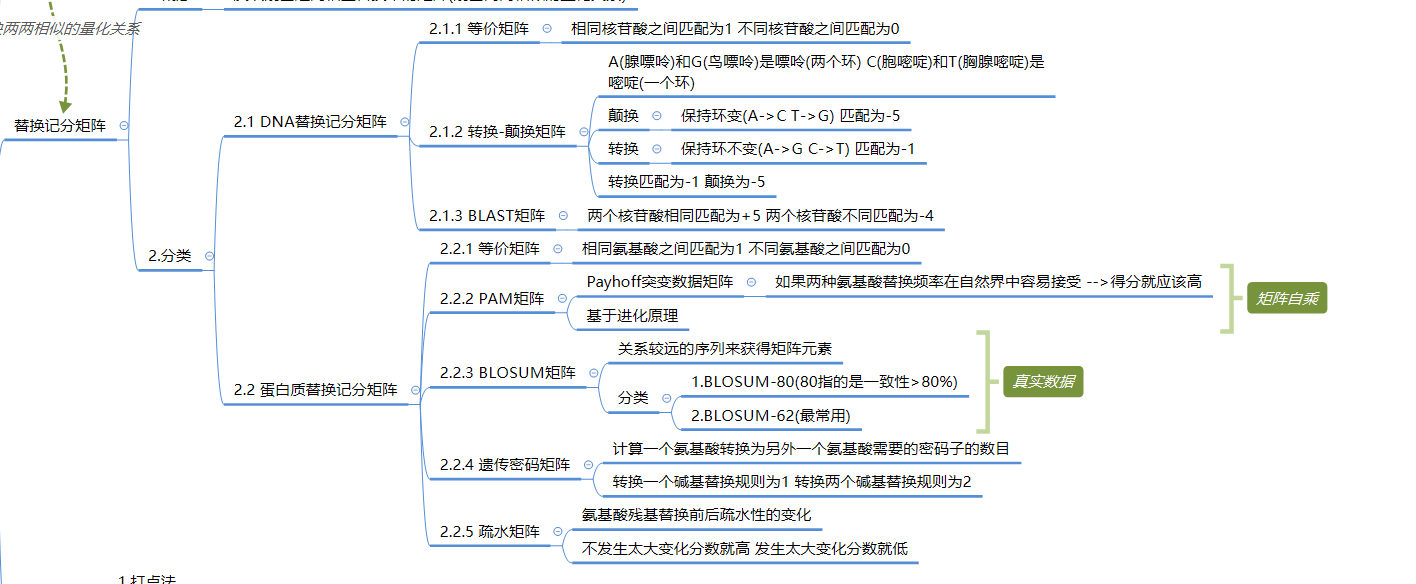 两两相似的量化关系
替换记分矩阵
2.分类
2.1 DNA替换记分矩阵
2.1.1 等价矩阵
相同核苷酸之间匹配为1 不同核苷酸之间匹配为0
2.1.2 转换-颠换矩阵
A(腺嘌呤)和G(鸟嘌呤)是嘌呤(两个环) C(胞嘧啶)和T(胸腺嘧啶)是
嘧啶(一个环)
颠换
保持环变(A->C T->G) 匹配为-5
转换
保持环不变(A->G C->T) 匹配为-1
转换匹配为-1 颠换为-5
2.1.3 BLAST矩阵
两个核苷酸相同匹配为+5 两个核苷酸不同匹配为-4
2.2 蛋白质替换记分矩阵
2.2.1 等价矩阵
相同氨基酸之间匹配为1 不同氨基酸之间匹配为0
2.2.2 PAM矩阵
Payhoff突变数据矩阵
如果两种氨基酸替换频率在自然界中容易接受 -->得分就应该高
基于进化原理
矩阵自乘
2.2.3 BLOSUM矩阵
关系较远的序列来获得矩阵元素
分类
1.BLOSUM-80(80指的是一致性>80%)
2.BLOSUM-62(最常用)
真实数据
2.2.4 遗传密码矩阵
计算一个氨基酸转换为另外一个氨基酸需要的密码子的数目
转换一个碱基替换规则为1 转换两个碱基替换规则为2
2.2.5 疏水矩阵
氨基酸残基替换前后疏水性的变化
不发生太大变化分数就高 发生太大变化分数就低
1.打点法